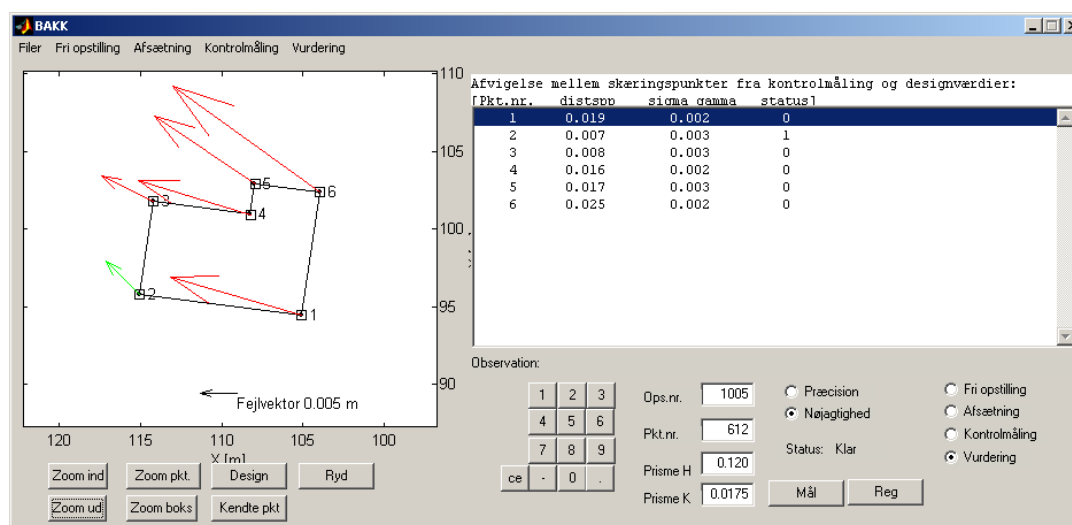 BAKK
Filer Fri opstilling Afsætning Kontrolmåling Vurdering
110
105
100
95
90
120 115 110 105 100
X [m]
1
2
3
4
5
6
Fejlvektor 0.005 m
Afvigelse mellem skæringspunkter fra kontrolmåling og designværdier:
[Pkt.nr. distspp sigma gamma status]
1 0.019 0.002 0
2 0.007 0.003 1
3 0.008 0.003 0
4 0.016 0.002 0
5 0.017 0.003 0
6 0.025 0.002 0
Observation:
1 2 3
4 5 6
7 8 9
ce - 0 .
Ops.nr. 1005
Pkt.nr. 612
Prisme H 0.120
Prisme K 0.0175
Præcision
Nøjagtighed
Status: Klar
Mål Reg
Fri opstilling
Afsætning
Kontrolmåling
Vurdering
Zoom ind Zoom pkt. Design Ryd
Zoom ud Zoom boks Kendte pkt